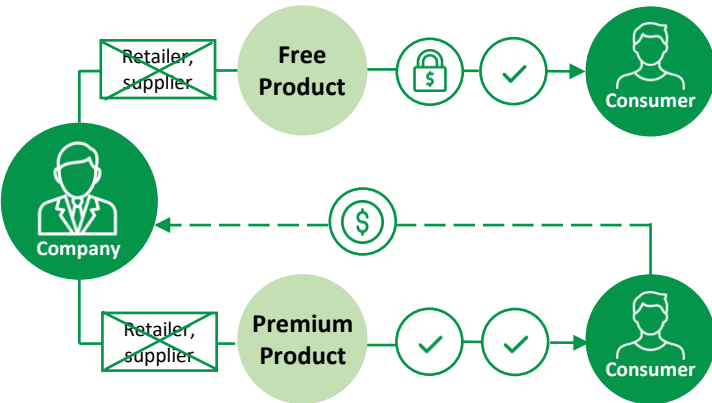 Retailer,
supplier
Free
Product
$
Consumer
Company
$
Retailer,
supplier
Premium
Product
Consumer